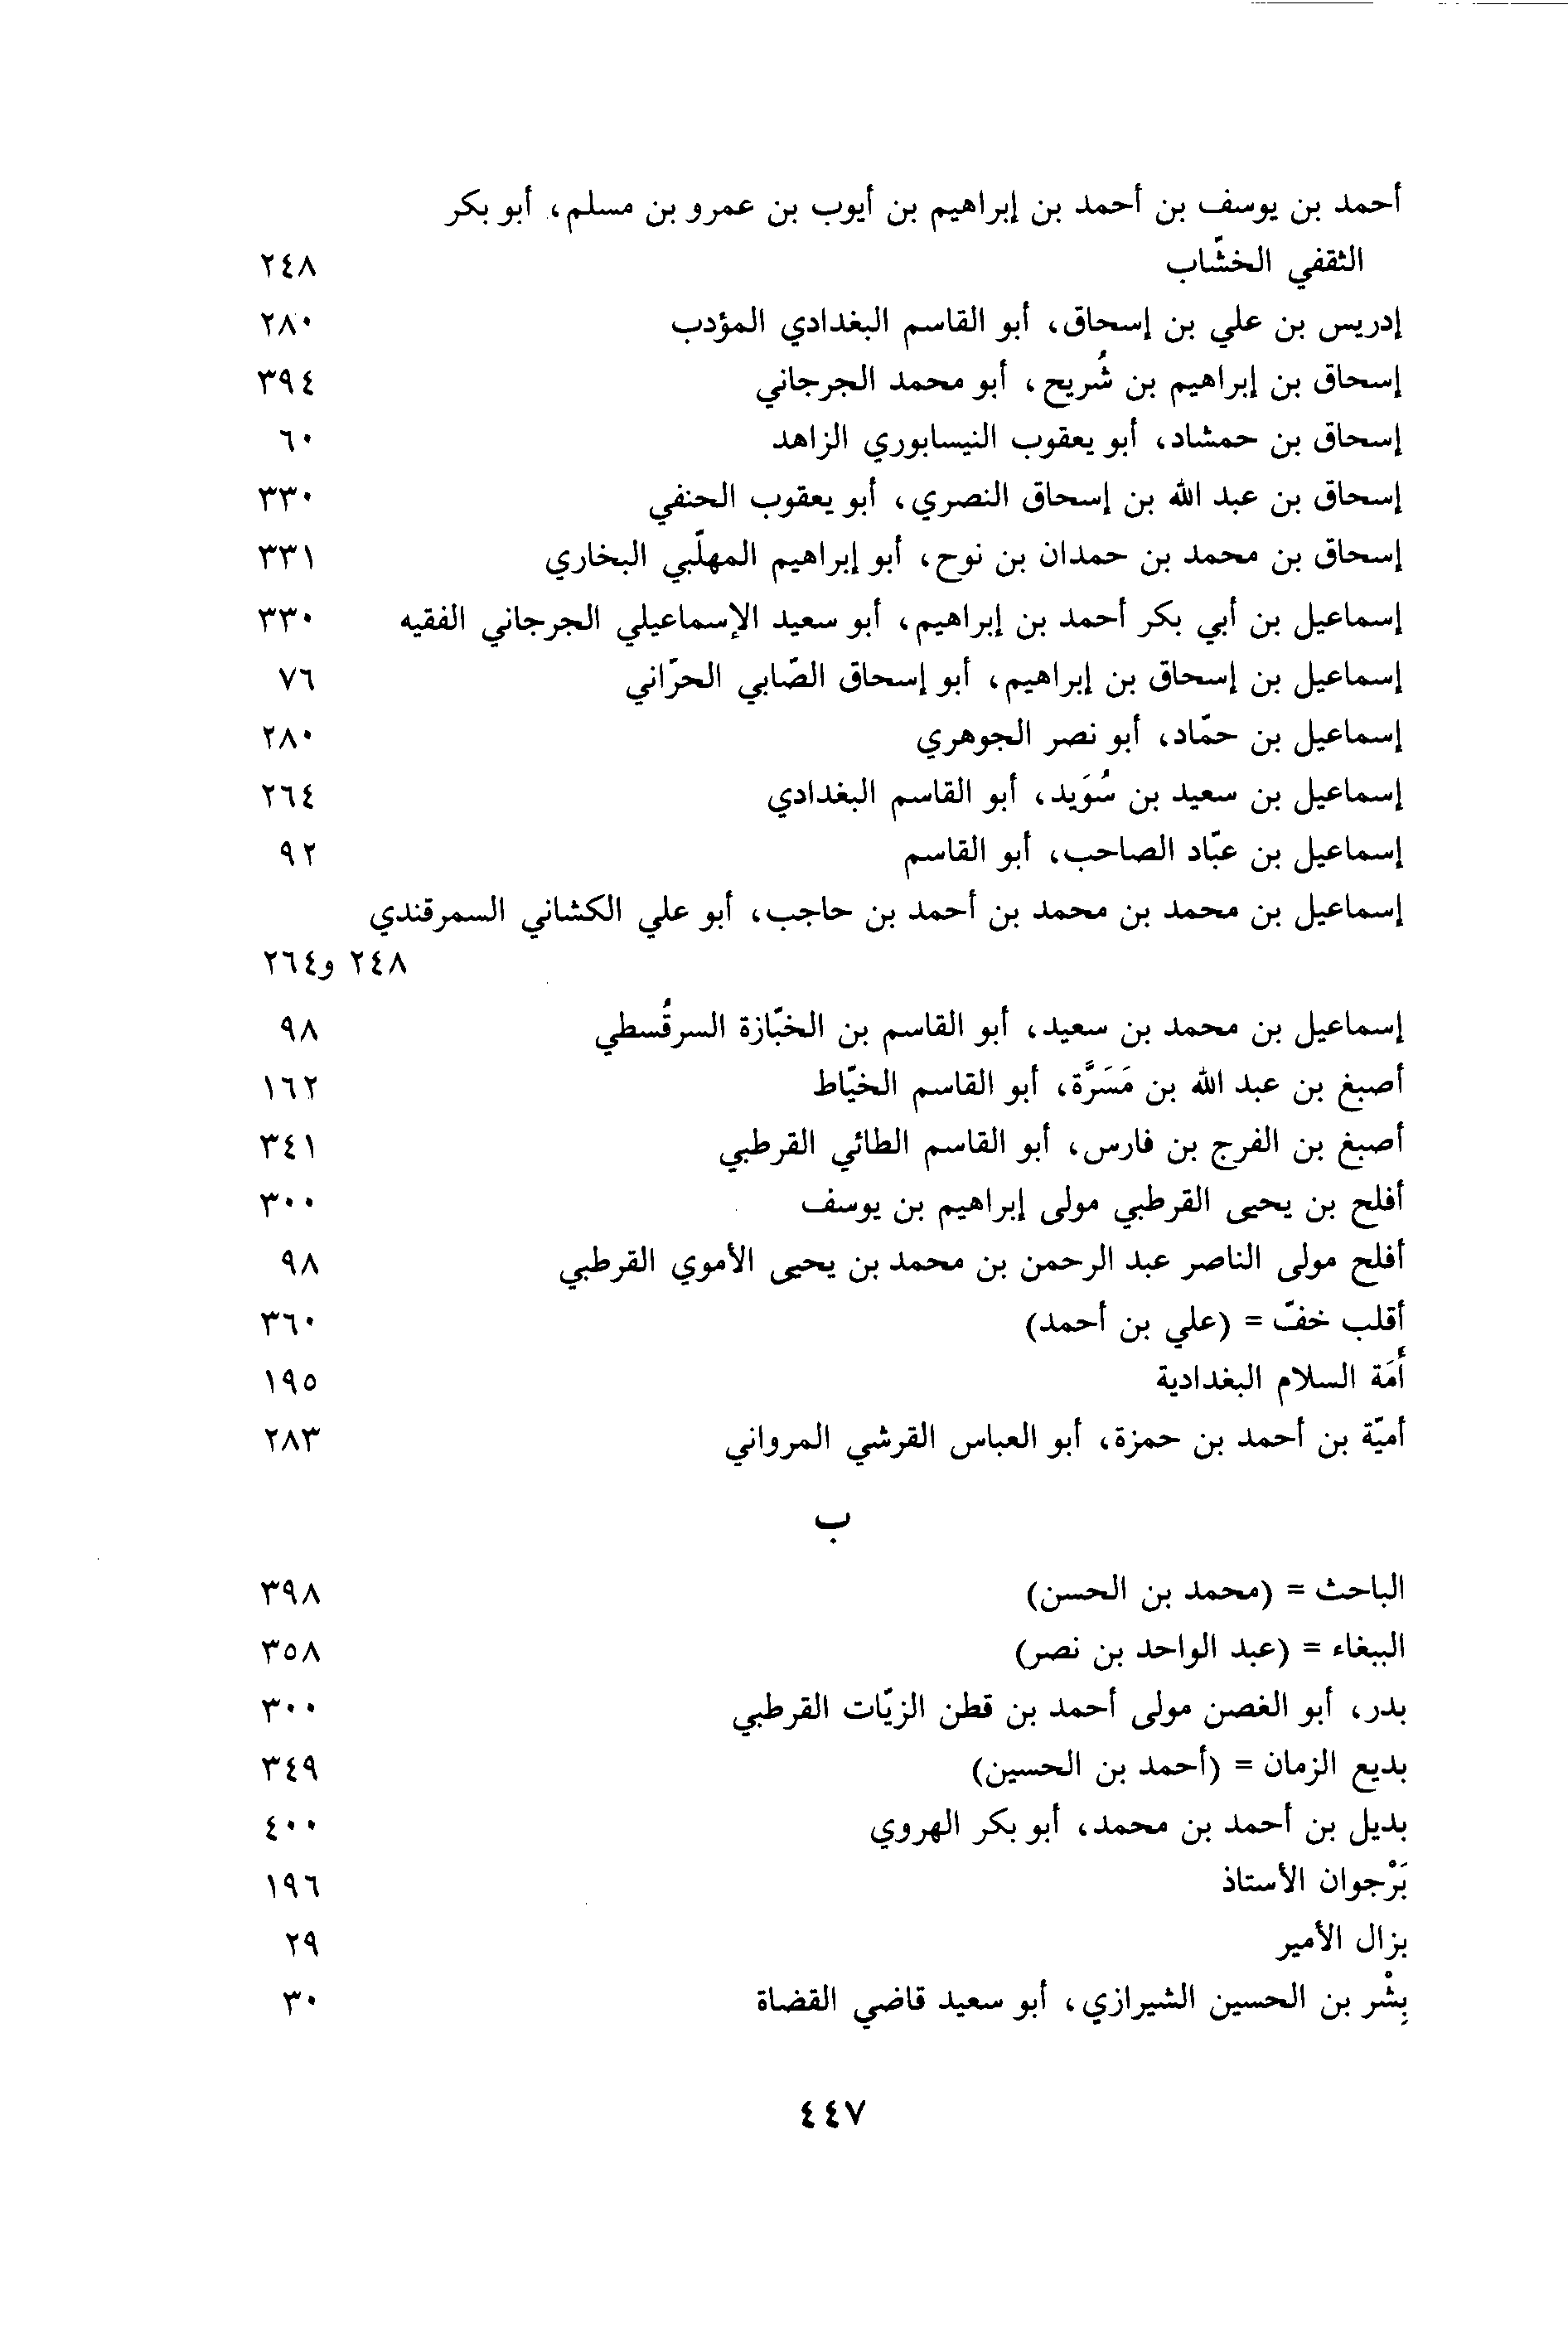 أحمد بن يوسف بن أحمد بن إبراهيم بن أيوب بن عمرو بن مسلم، أبو بكر
الثقفي الخشّاب ٢٤٨
إدريس بن علي بن إسحاق، أبو القاسم البغدادي المؤدب ٢٨٠
إسحاق بن إبراهيم بن شُريح، أبو محمد الجرجاني ٣٩٤
إسحاق بن حمشاد، أبو يعقوب النيسابوري الزاهد ٦٠
إسحاق بن عبد الله بن إسحاق النصري، أبو يعقوب الحنفي ٣٣٠
إسحاق بن محمد بن حمدان بن نوح، أبو إبراهيم المهلّبي البخاري ٣٣١
إسماعيل بن أبي بكر أحمد بن إبراهيم، أبو سعيد الإسماعيلي الجرجاني الفقيه ٣٣٠
إسماعيل بن إسحاق بن إبراهيم، أبو إسحاق الصّابي الحرّاني ٧٦
إسماعيل بن حمّاد، أبو نصر الجوهري ٢٨٠
إسماعيل بن سعيد بن سُوَيد، أبو القاسم البغدادي ٢٦٤
إسماعيل بن عبّاد الصاحب، أبو القاسم ٩٢
إسماعيل بن محمد بن محمد بن أحمد بن حاجب، أبو علي الكشاني السمرقندي
٢٤٨ و٢٦٤
إسماعيل بن محمد بن سعيد، أبو القاسم بن الخبّازة السرقُسطي ٩٨
أصبغ بن عبد الله بن مَسَرَّة، أبو القاسم الخيّاط ١٦٢
أصبغ بن الفرج بن فارس، أبو القاسم الطائي القرطبي ٣٤١
أفلح بن يحيى القرطبي مولى إبراهيم بن يوسف ٣٠٠
أفلح مولى الناصر عبد الرحمن بن محمد بن يحيى الأموي القرطبي ٩٨
أقلب خفّ = (علي بن أحمد) ٣٦٠
أَمَة السلام البغدادية ١٩٥
أميّة بن أحمد بن حمزة، أبو العباس القرشي المرواني ٢٨٣
ب
الباحث = (محمد بن الحسن) ٣٩٨
الببغاء = (عبد الواحد بن نصر) ٣٥٨
بدر، أبو الغصن مولى أحمد بن قطن الزيّات القرطبي ٣٠٠
بديع الزمان = (أحمد بن الحسين) ٣٤٩
بديل بن أحمد بن محمد، أبو بكر الهروي ٤٠٠
بَرْجوان الأستاذ ١٩٦
بزال الأمير ٢٩
بِشْر بن الحسين الشيرازي، أبو سعيد قاضي القضاة ٣٠
٤٤٧